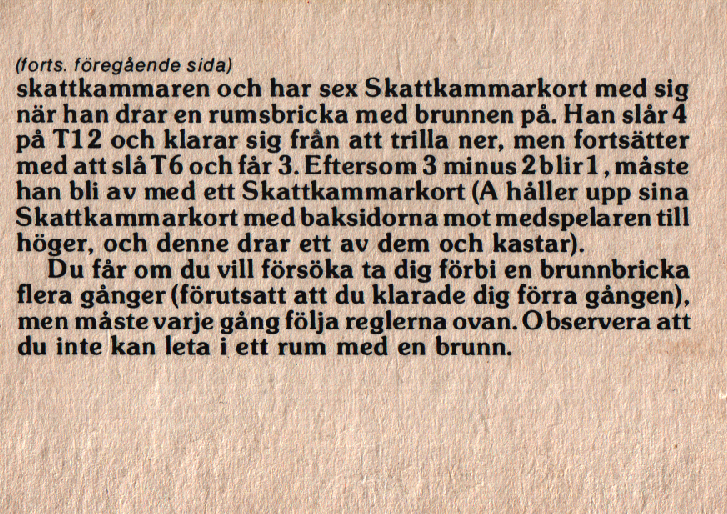 (forts. föregående sida)
skattkammaren och har sex Skattkammarkort med sig
när han drar en rumsbricka med brunnen på. Han slår 4
på T12 och klarar sig från att trilla ner, men fortsätter
med att slå T6 och får 3. Eftersom 3 minus 2 blir 1, måste
han bli av med ett Skattkammarkort (A håller upp sina
Skattkammarkort med baksidorna mot medspelaren till
höger, och denne drar ett av dem och kastar).
Du får om du vill försöka ta dig förbi en brunnbricka
flera gånger (förutsatt att du klarade dig förra gången),
men måste varje gång följa reglerna ovan. Observera att
du inte kan leta i ett rum med en brunn.